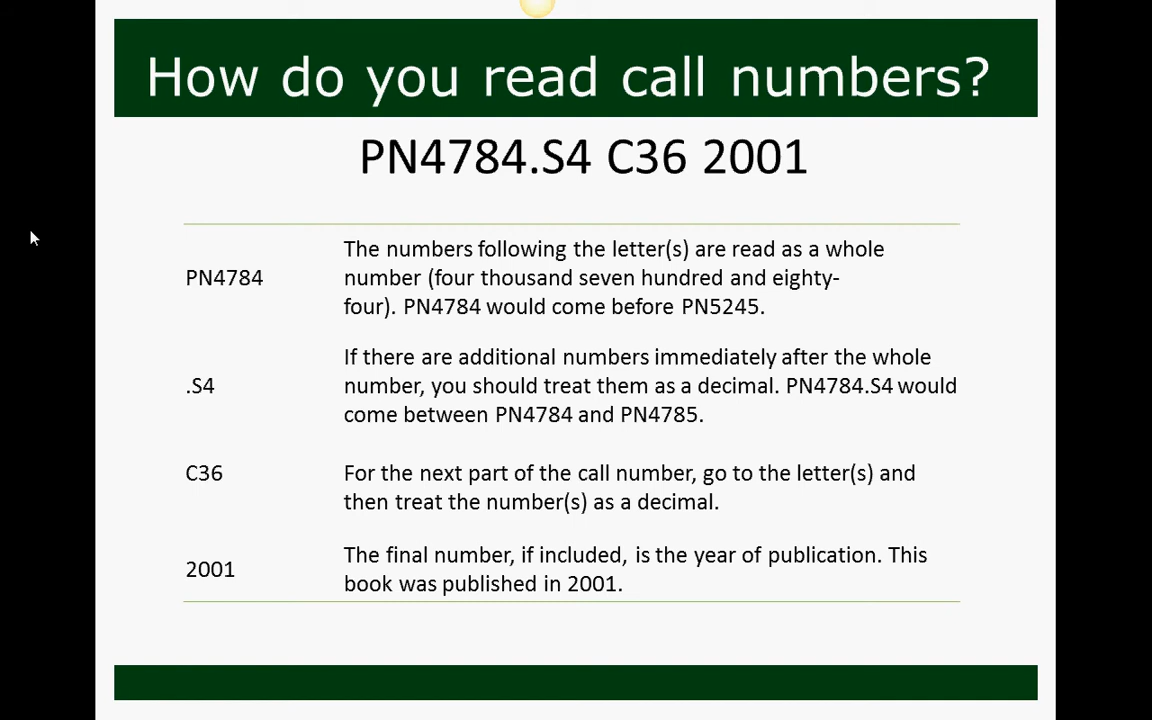 How do you read call numbers?
PN4784.S4 C36 2001
PN4784
The numbers following the letter(s) are read as a whole
number (four thousand seven hundred and eighty-
four). PN4784 would come before PN5245.
.S4
If there are additional numbers immediately after the whole
number, you should treat them as a decimal. PN4784.S4 would
come between PN4784 and PN4785.
C36
For the next part of the call number, go to the letter(s) and
then treat the number(s) as a decimal.
2001
The final number, if included, is the year of publication. This
book was published in 2001.